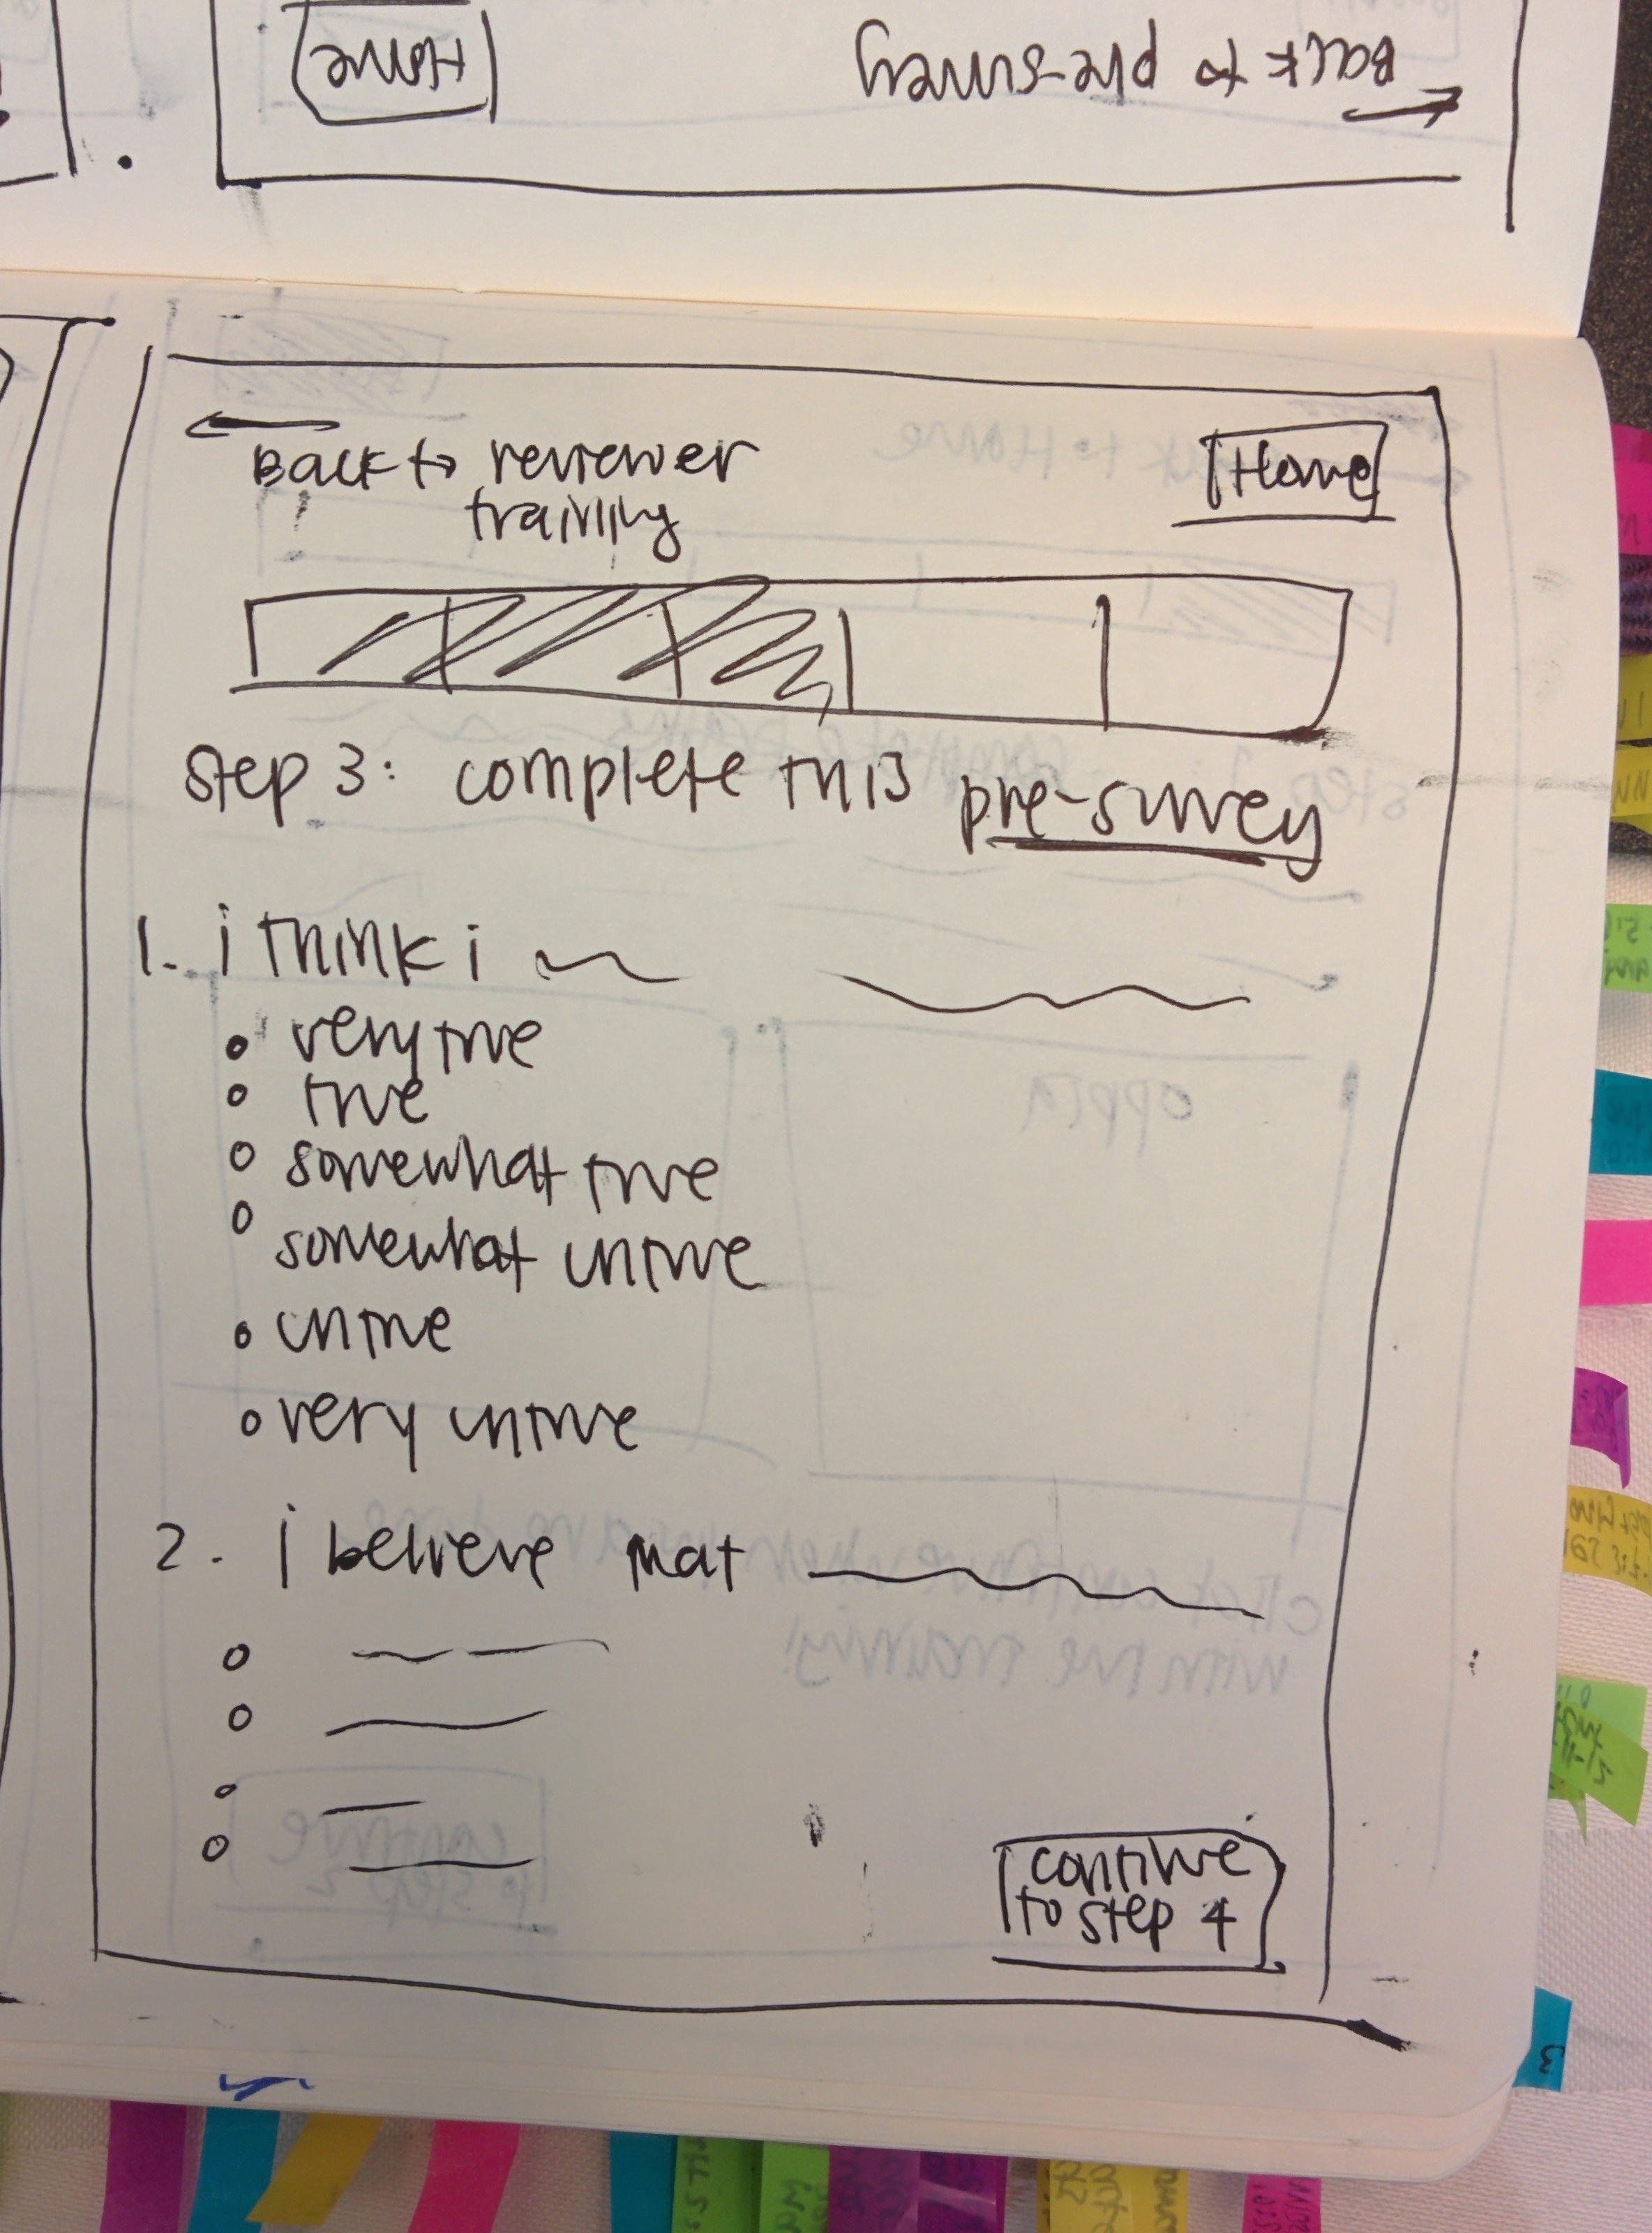 Home
Back to pre-survey
Back to reviewer
training
Home
step 3: complete this pre-survey
1. i think i
very true
true
somewhat true
somewhat untrue
untrue
very untrue
2. i believe that
continue
to step 4
3